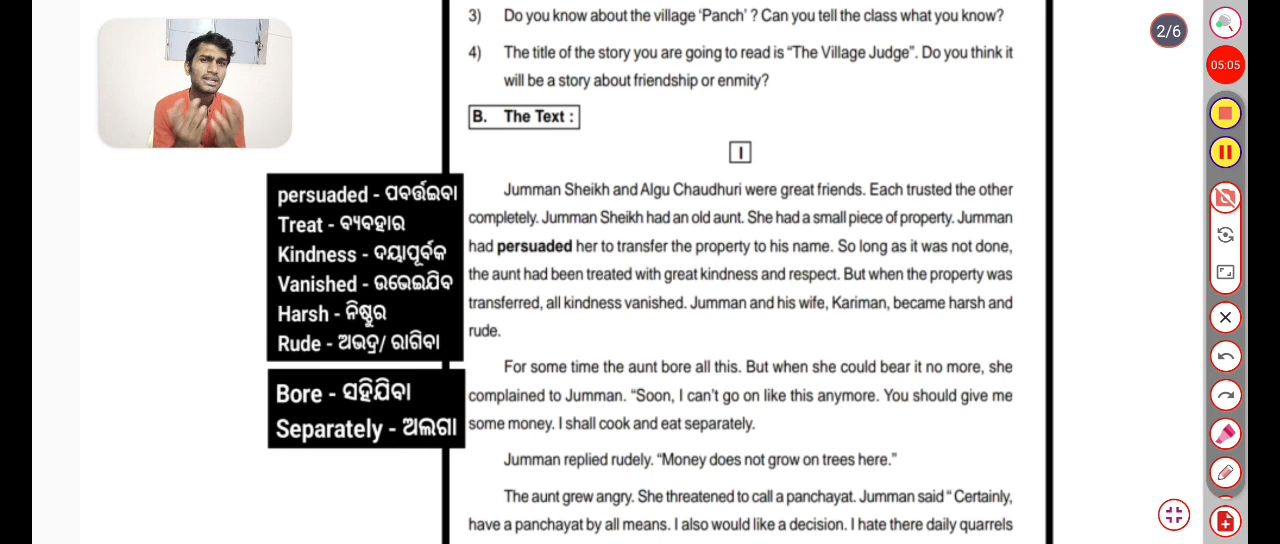 3) Do you know about the village ‘Panch’ ? Can you tell the class what you know?
4) The title of the story you are going to read is “The Village Judge”. Do you think it
will be a story about friendship or enmity?
B. The Text :
I
Jumman Sheikh and Algu Chaudhuri were great friends. Each trusted the other
completely. Jumman Sheikh had an old aunt. She had a small piece of property. Jumman
had persuaded her to transfer the property to his name. So long as it was not done,
the aunt had been treated with great kindness and respect. But when the property was
transferred, all kindness vanished. Jumman and his wife, Kariman, became harsh and
rude.
For some time the aunt bore all this. But when she could bear it no more, she
complained to Jumman. “Soon, I can’t go on like this anymore. You should give me
some money. I shall cook and eat separately.
Jumman replied rudely. “Money does not grow on trees here.”
The aunt grew angry. She threatened to call a panchayat. Jumman said “ Certainly,
have a panchayat by all means. I also would like a decision. I hate there daily quarrels
persuaded - ପବର୍ତ୍ତଇବା
Treat - ବ୍ୟବହାର
Kindness - ଦୟାପୂର୍ବକ
Vanished - ଉଭେଇଯିବ
Harsh - ନିଷ୍ଠୁର
Rude - ଅଭଦ୍ର/ ରାଗିବା
Bore - ସହିଯିବା
Separately - ଅଲଗା
2/6
05:05